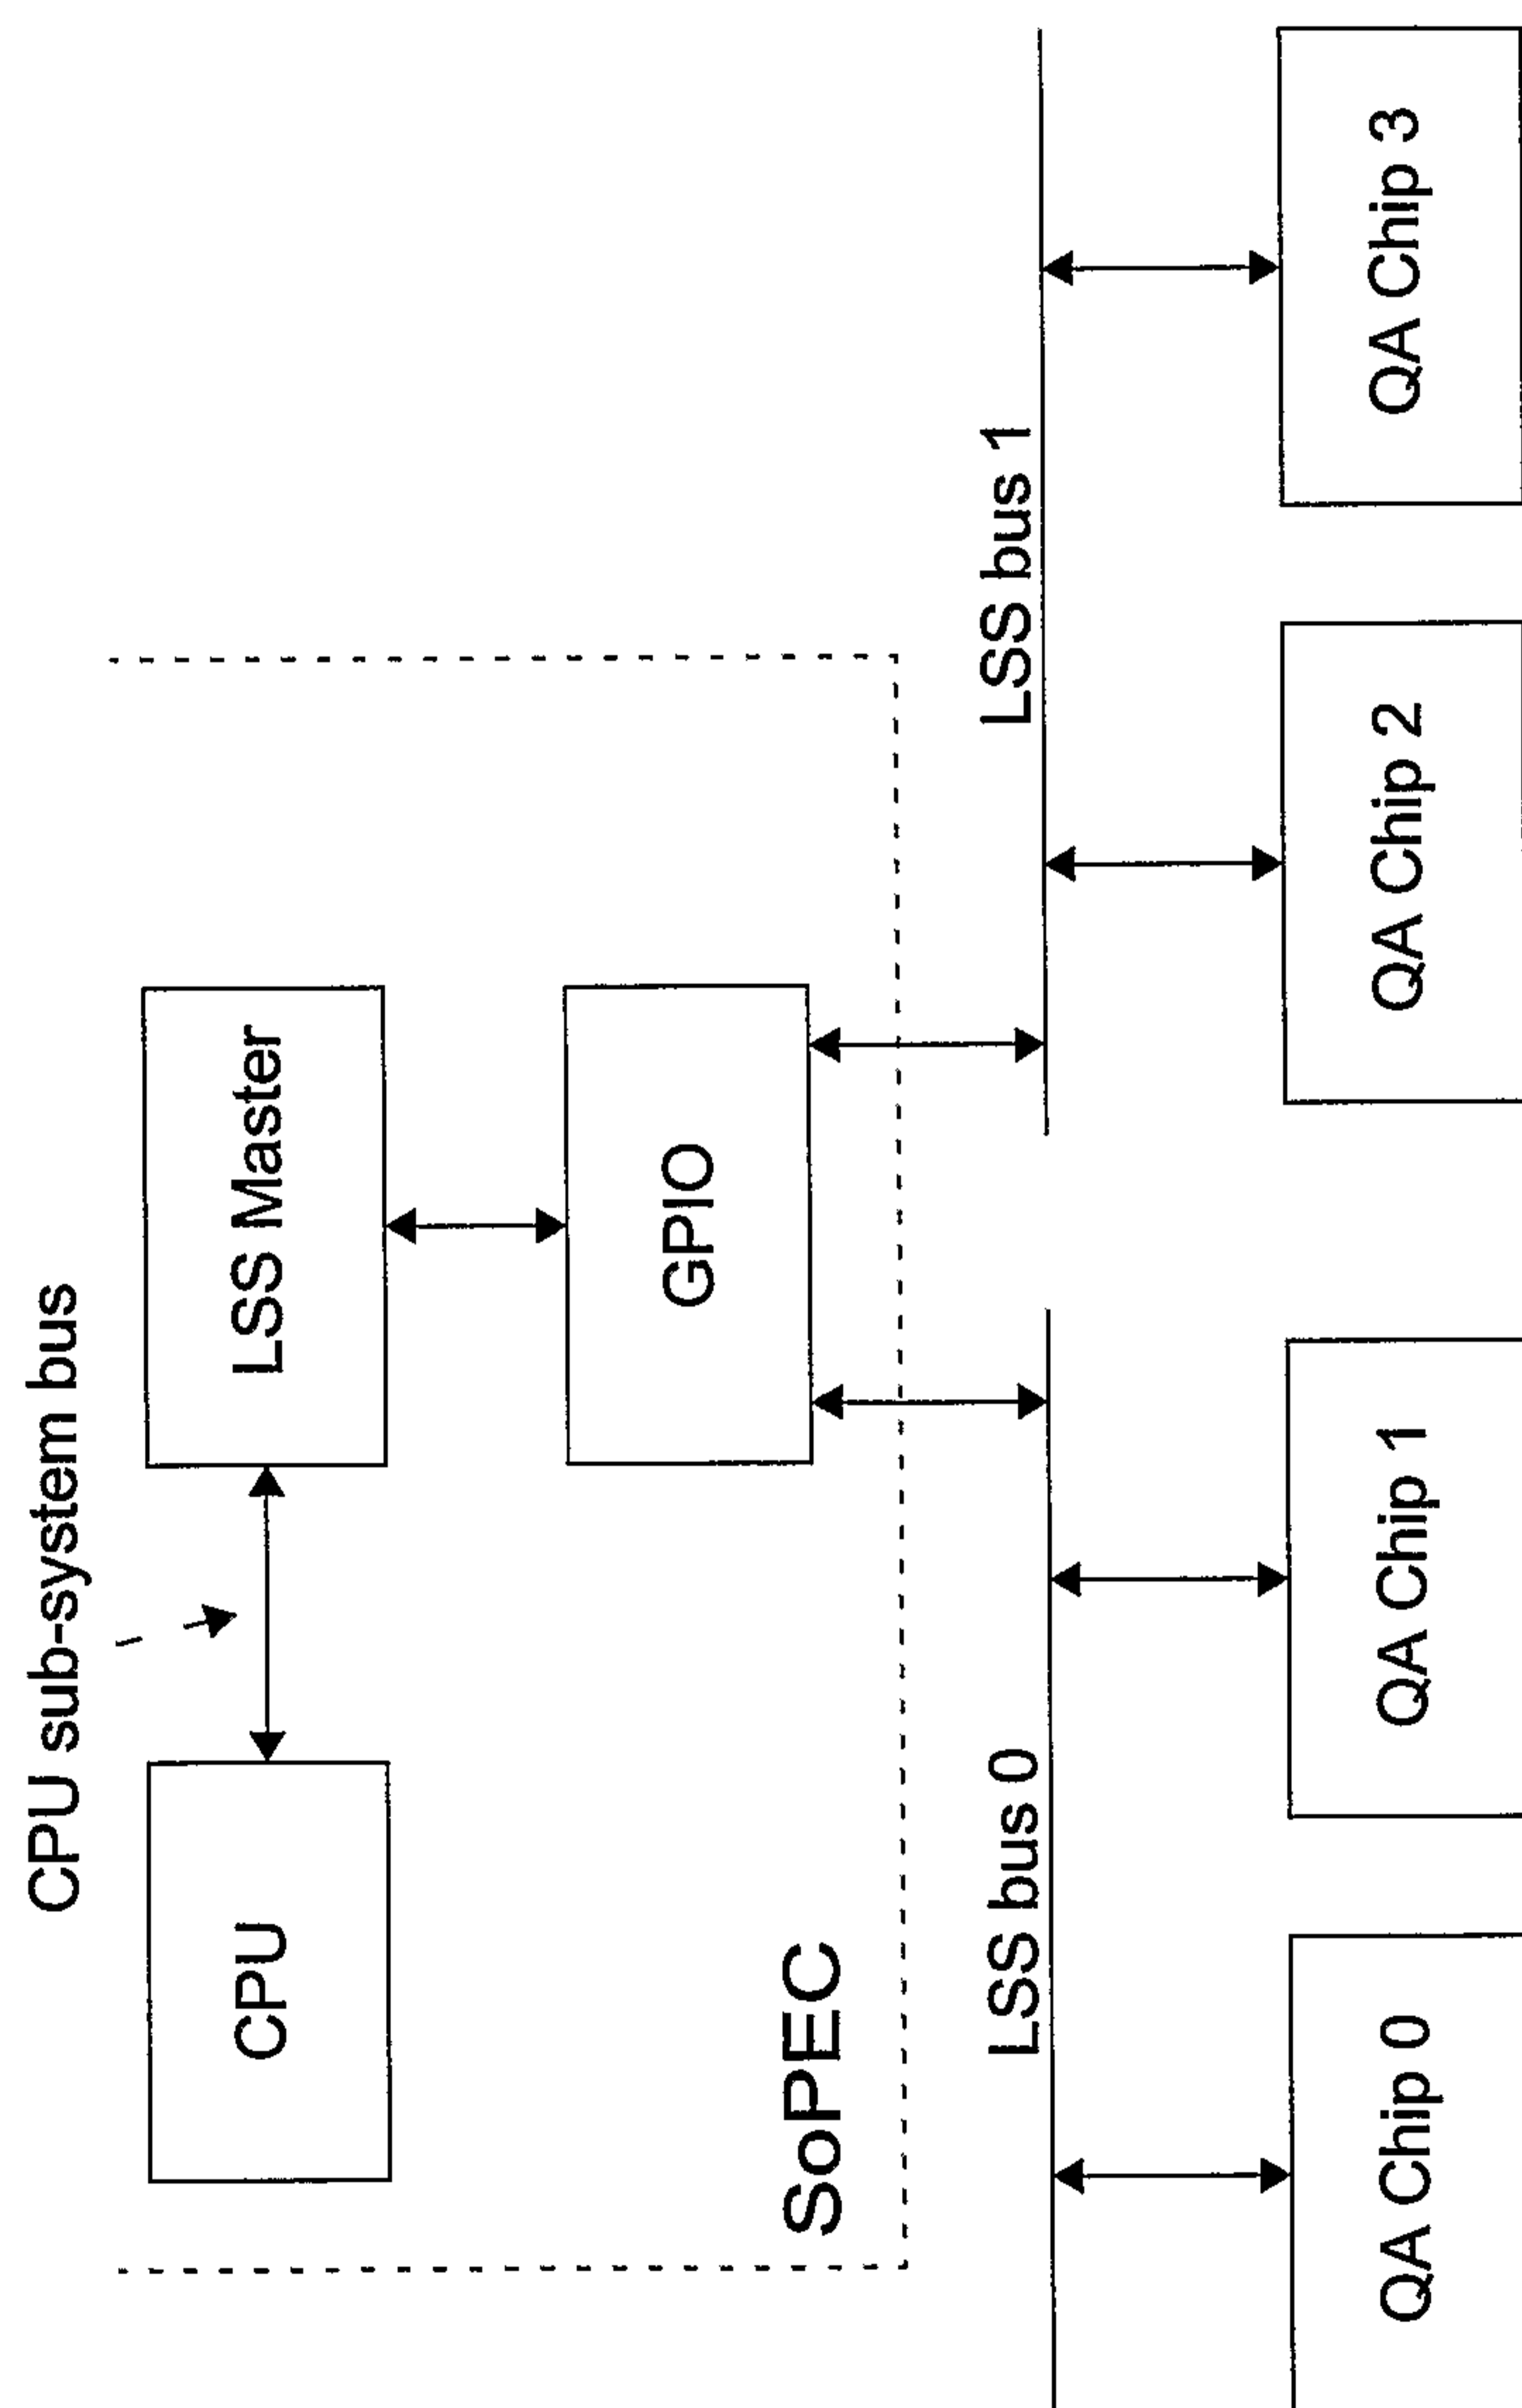 CPU sub-system bus
CPU
LSS Master
GPIO
SoPEC
LSS bus 0
LSS bus 1
QA Chip 0
QA Chip 1
QA Chip 2
QA Chip 3